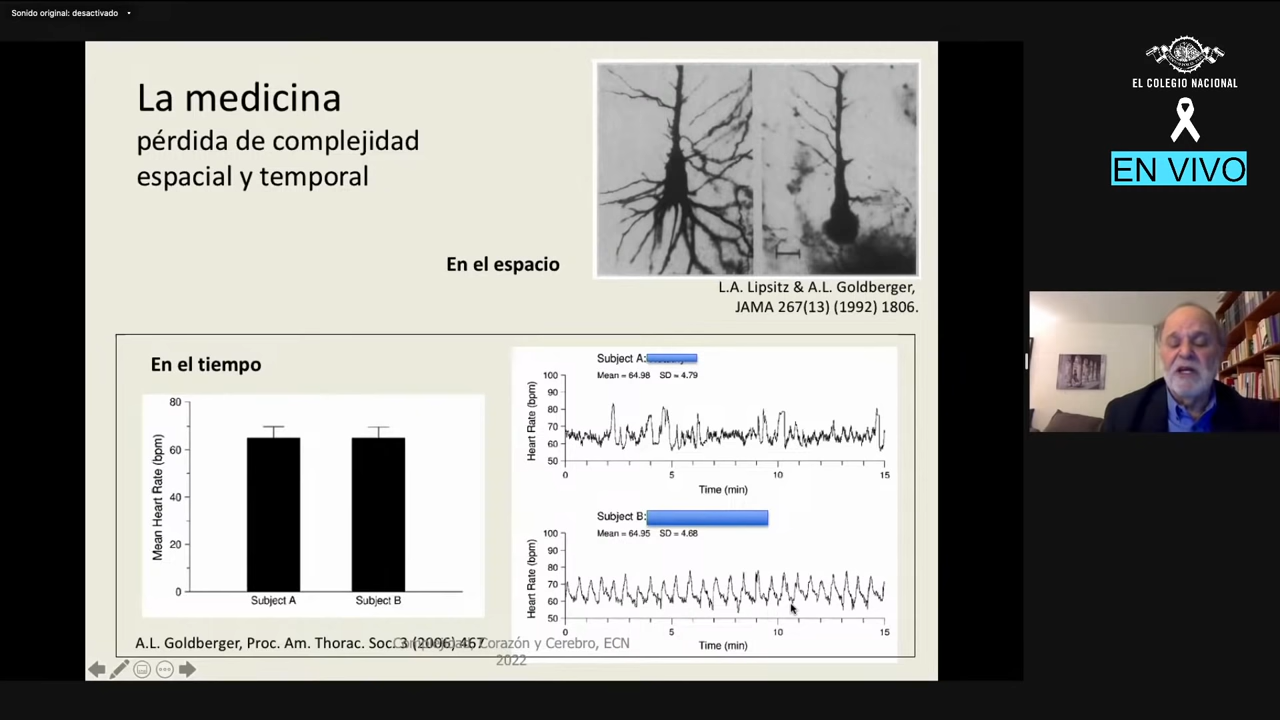 Sonido original: desactivado
La medicina
pérdida de complejidad
espacial y temporal
En el espacio
L.A. Lipsitz & A.L. Goldberger,
JAMA 267(13) (1992) 1806.
En el tiempo
80
60
40
20
0
Mean Heart Rate (bpm)
Subject A
Subject B
Subject A:
Mean = 64.98 SD = 4.79
100
90
80
70
60
50
Heart Rate (bpm)
0
5
10
15
Time (min)
Subject B:
Mean = 64.95 SD = 4.68
100
90
80
70
60
50
Heart Rate (bpm)
0
5
10
15
Time (min)
A.L. Goldberger, Proc. Am. Thorac. Soc. 3 (2006) 467
Corazón y Cerebro, ECN
2022
EL COLEGIO NACIONAL
EN VIVO